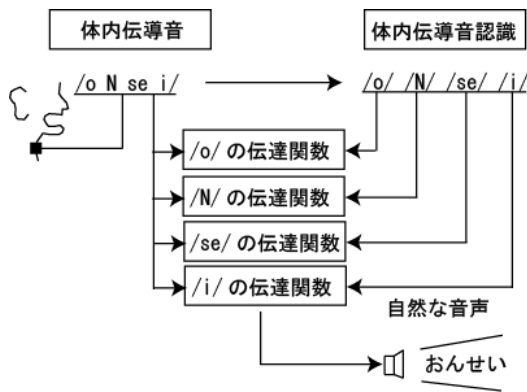 体内伝導音
体内伝導音認識
/o N se i/
/o/ /N/ /se/ /i/
/o/ の伝達関数
/N/ の伝達関数
/se/ の伝達関数
/i/ の伝達関数
自然な音声
おんせい